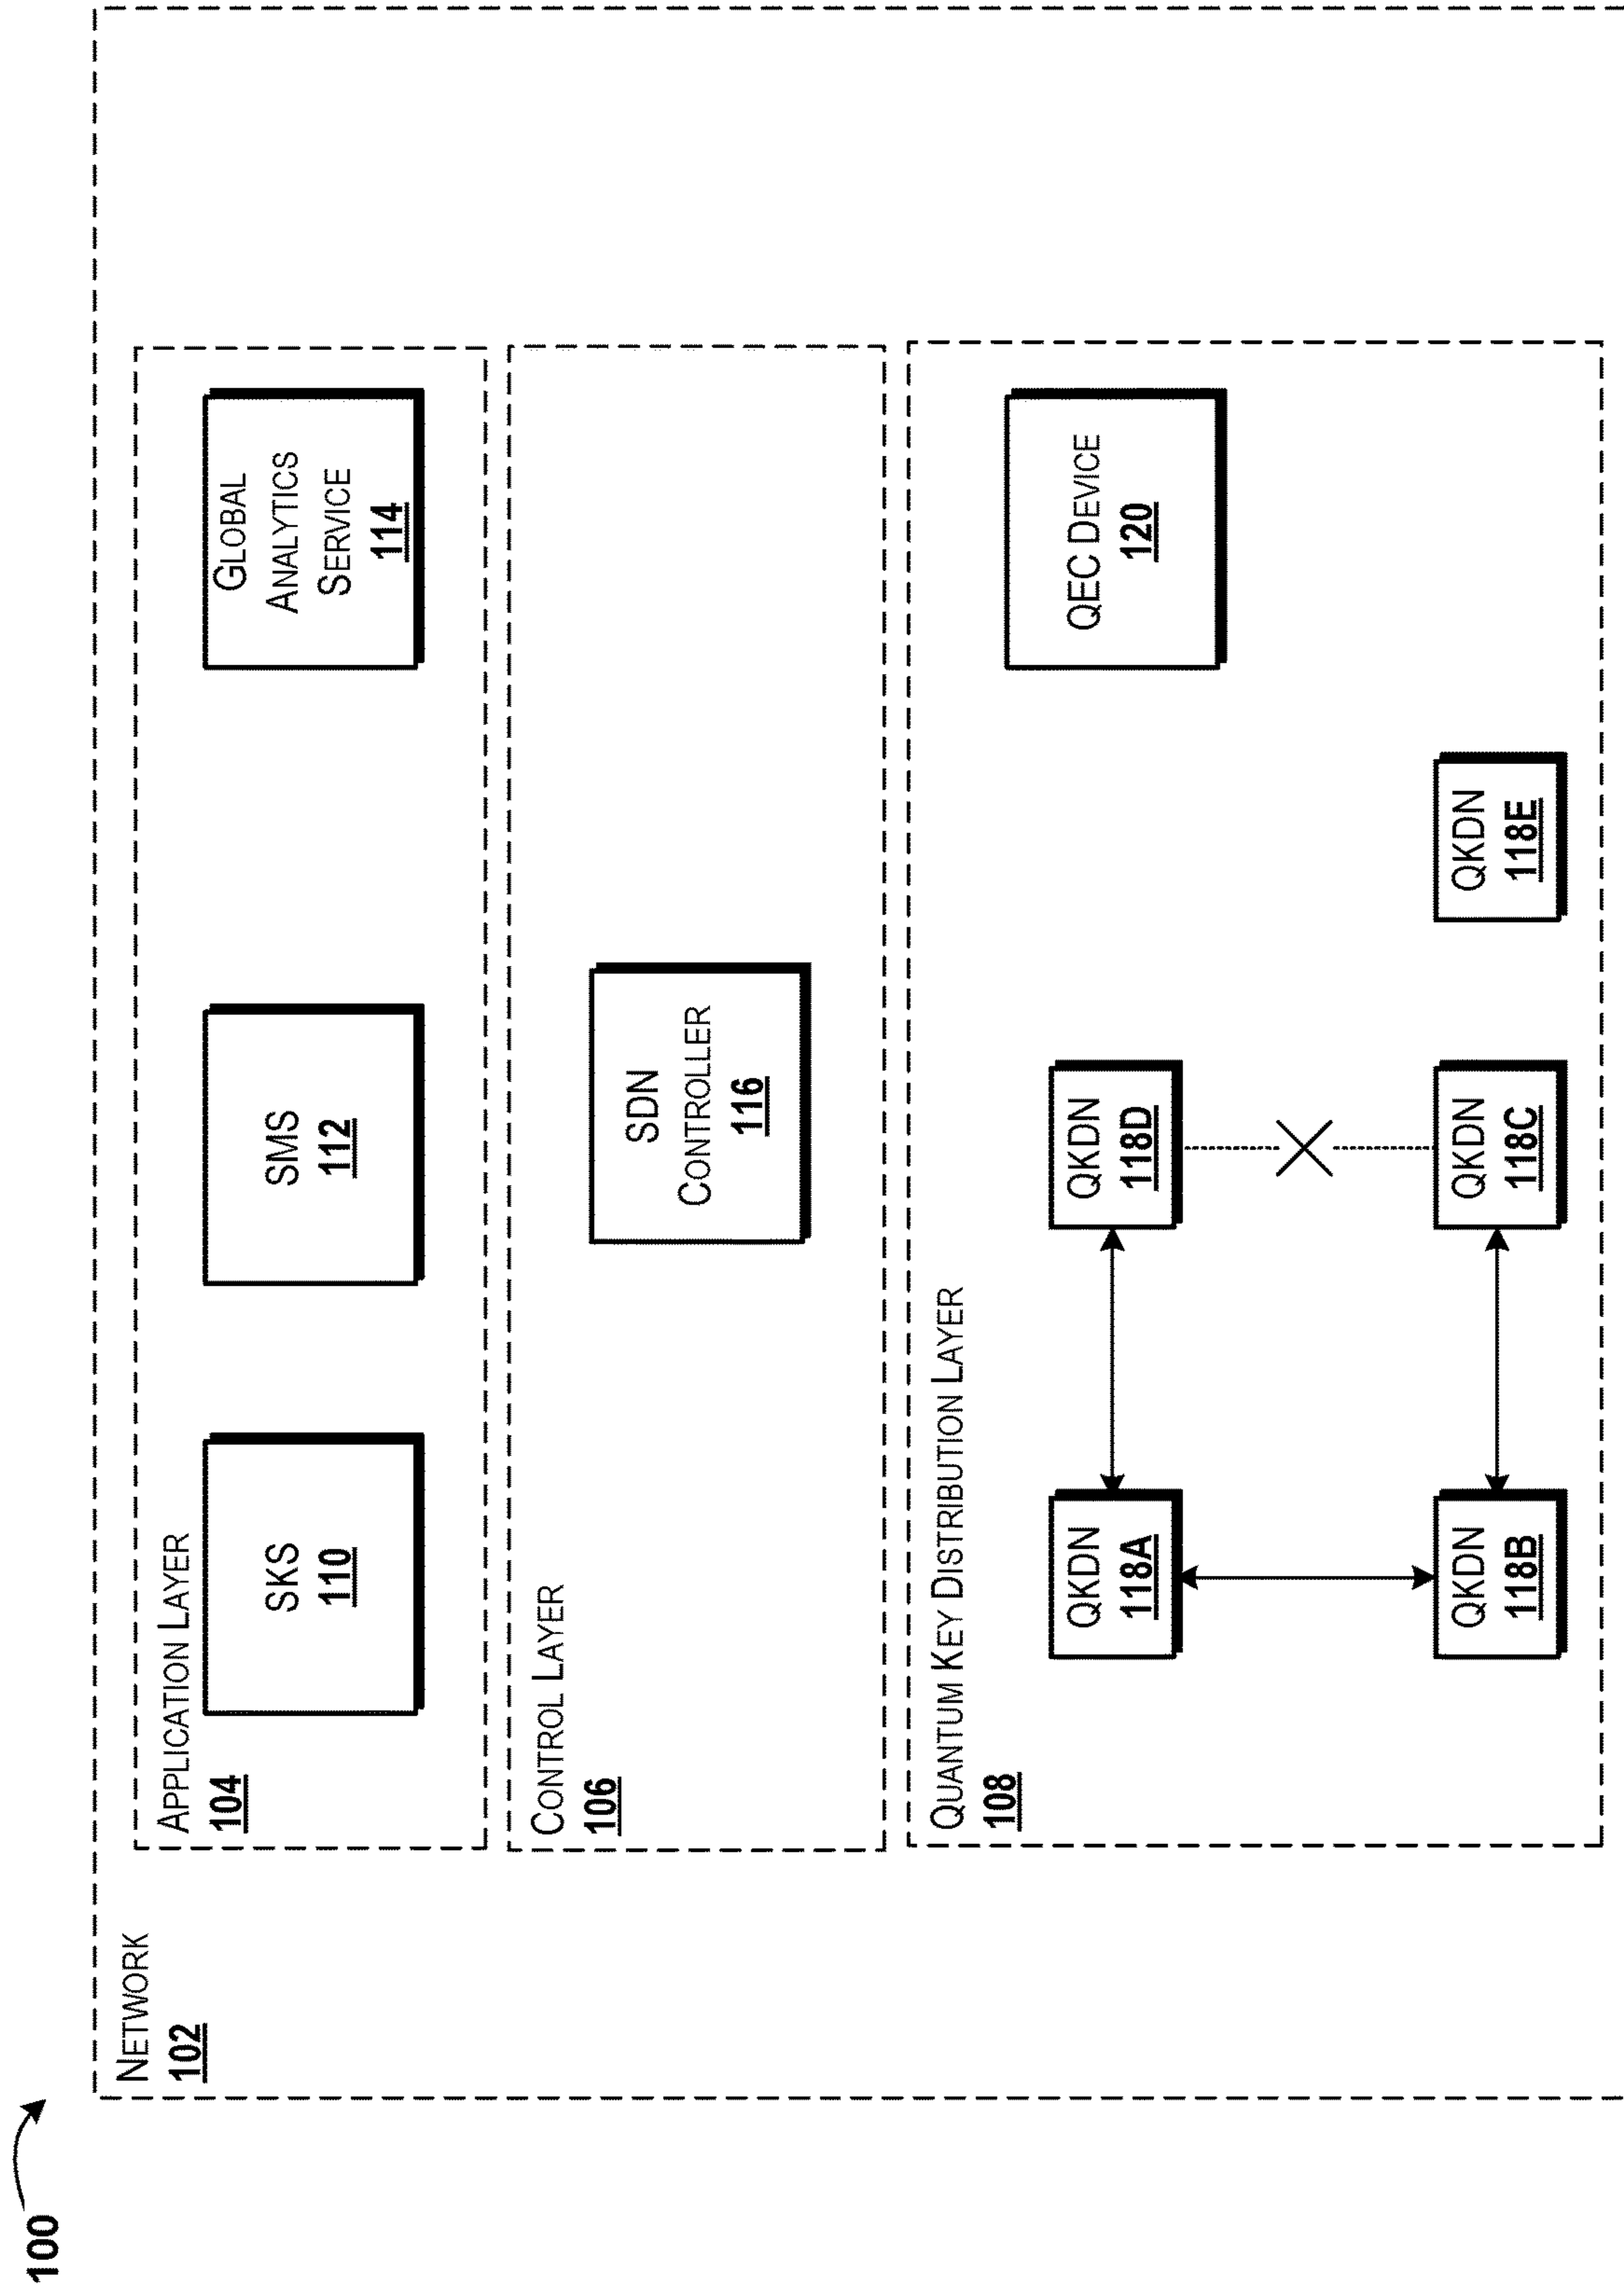 100
NETWORK
102
APPLICATION LAYER
104
SKS
110
SMS
112
GLOBAL
ANALYTICS
SERVICE
114
CONTROL LAYER
106
SDN
CONTROLLER
116
QUANTUM KEY DISTRIBUTION LAYER
108
QKDN
118A
QKDN
118D
QEC DEVICE
120
QKDN
118B
QKDN
118C
QKDN
118E